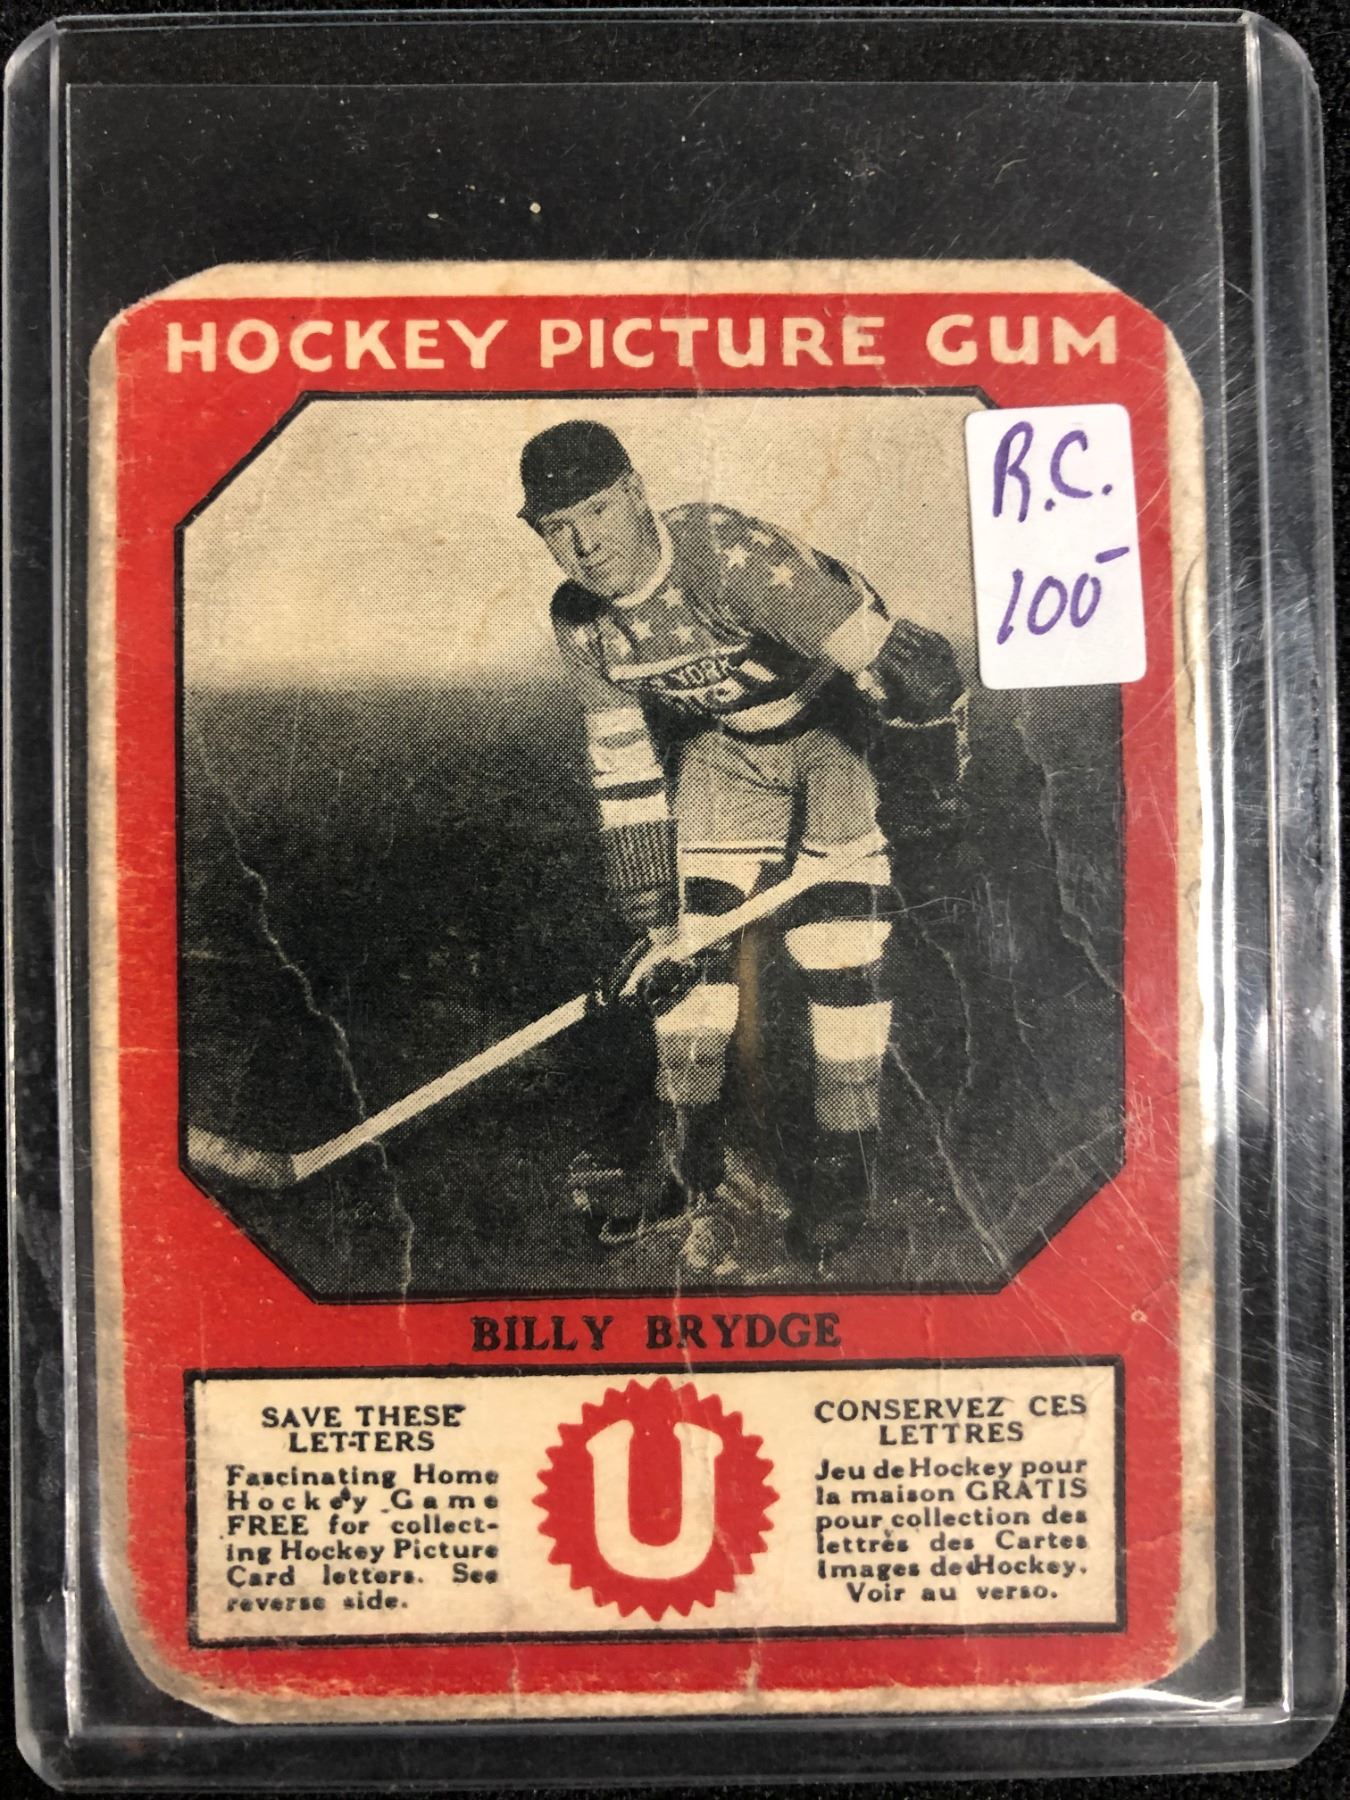 HOCKEY PICTURE GUM
R.C.
100-
YORK
BILLY BRYDGE
SAVE THESE
LETTERS
Fascinating Home
Hockey Game
FREE for collect-
ing Hockey Picture
Card letters. See
reverse side.
U
CONSERVEZ CES
LETTRES
Jeu de Hockey pour
la maison GRATIS
pour collection des
lettres des Cartes
Images de Hockey.
Voir au verso.